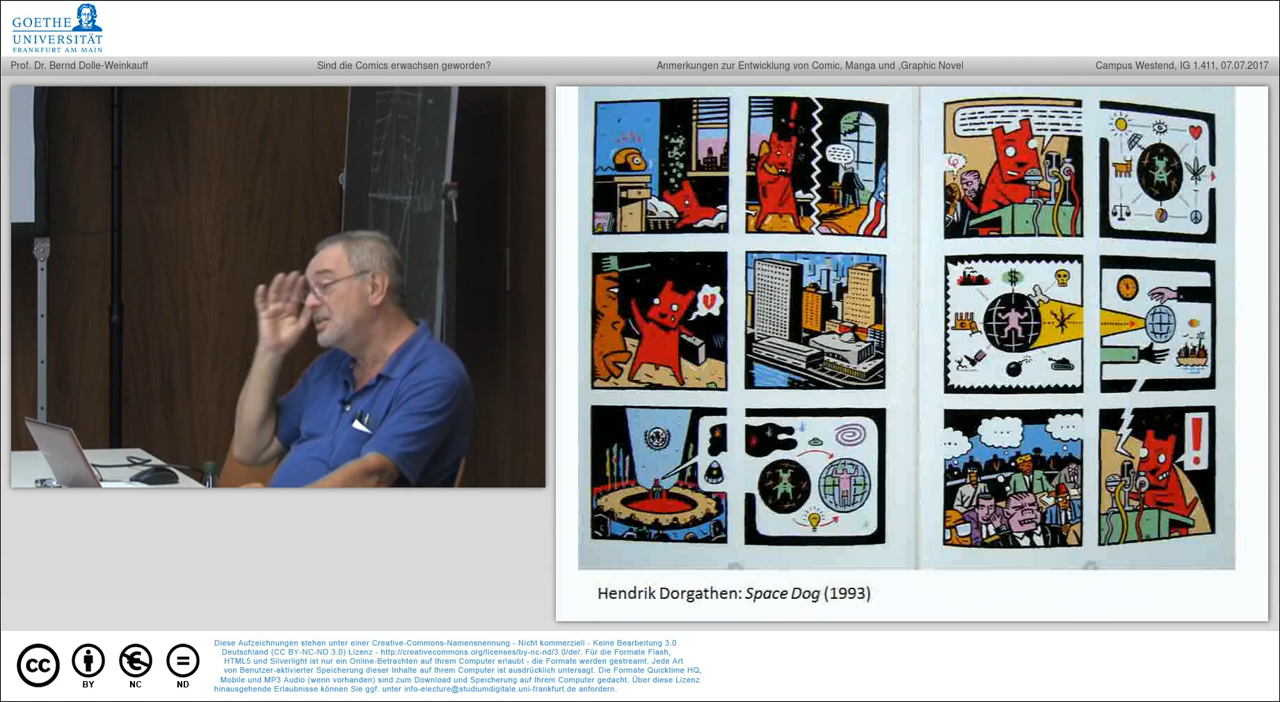 GOETHE
UNIVERSITÄT
FRANKFURT AM MAIN
Prof. Dr. Bernd Dolle-Weinkauff
Sind die Comics erwachsen geworden?
Anmerkungen zur Entwicklung von Comic, Manga und ‚Graphic Novel
Campus Westend, IG 1.411, 07.07.2017
Hendrik Dorgathen: Space Dog (1993)
cc
BY
NC
ND
Diese Aufzeichnungen stehen unter einer Creative-Commons-Namensnennung - Nicht kommerziell - Keine Bearbeitung 3.0
Deutschland (CC BY-NC-ND 3.0) Lizenz - http://creativecommons.org/licenses/by-nc-nd/3.0/de/. Für die Formate Flash,
HTML5 und Silverlight ist nur ein Online-Betrachten auf Ihrem Computer erlaubt - die Formate werden gestreamt. Jede Art
von Benutzer-aktivierter Speicherung dieser Inhalte auf Ihrem Computer ist ausdrücklich untersagt. Die Formate Quicktime HQ,
Mobile und MP3 Audio (wenn vorhanden) sind zum Download und Speicherung auf Ihrem Computer gedacht. Über diese Lizenz
hinausgehende Erlaubnisse können Sie ggf. unter info-electure@studiumdigitale.uni-frankfurt.de anfordern.